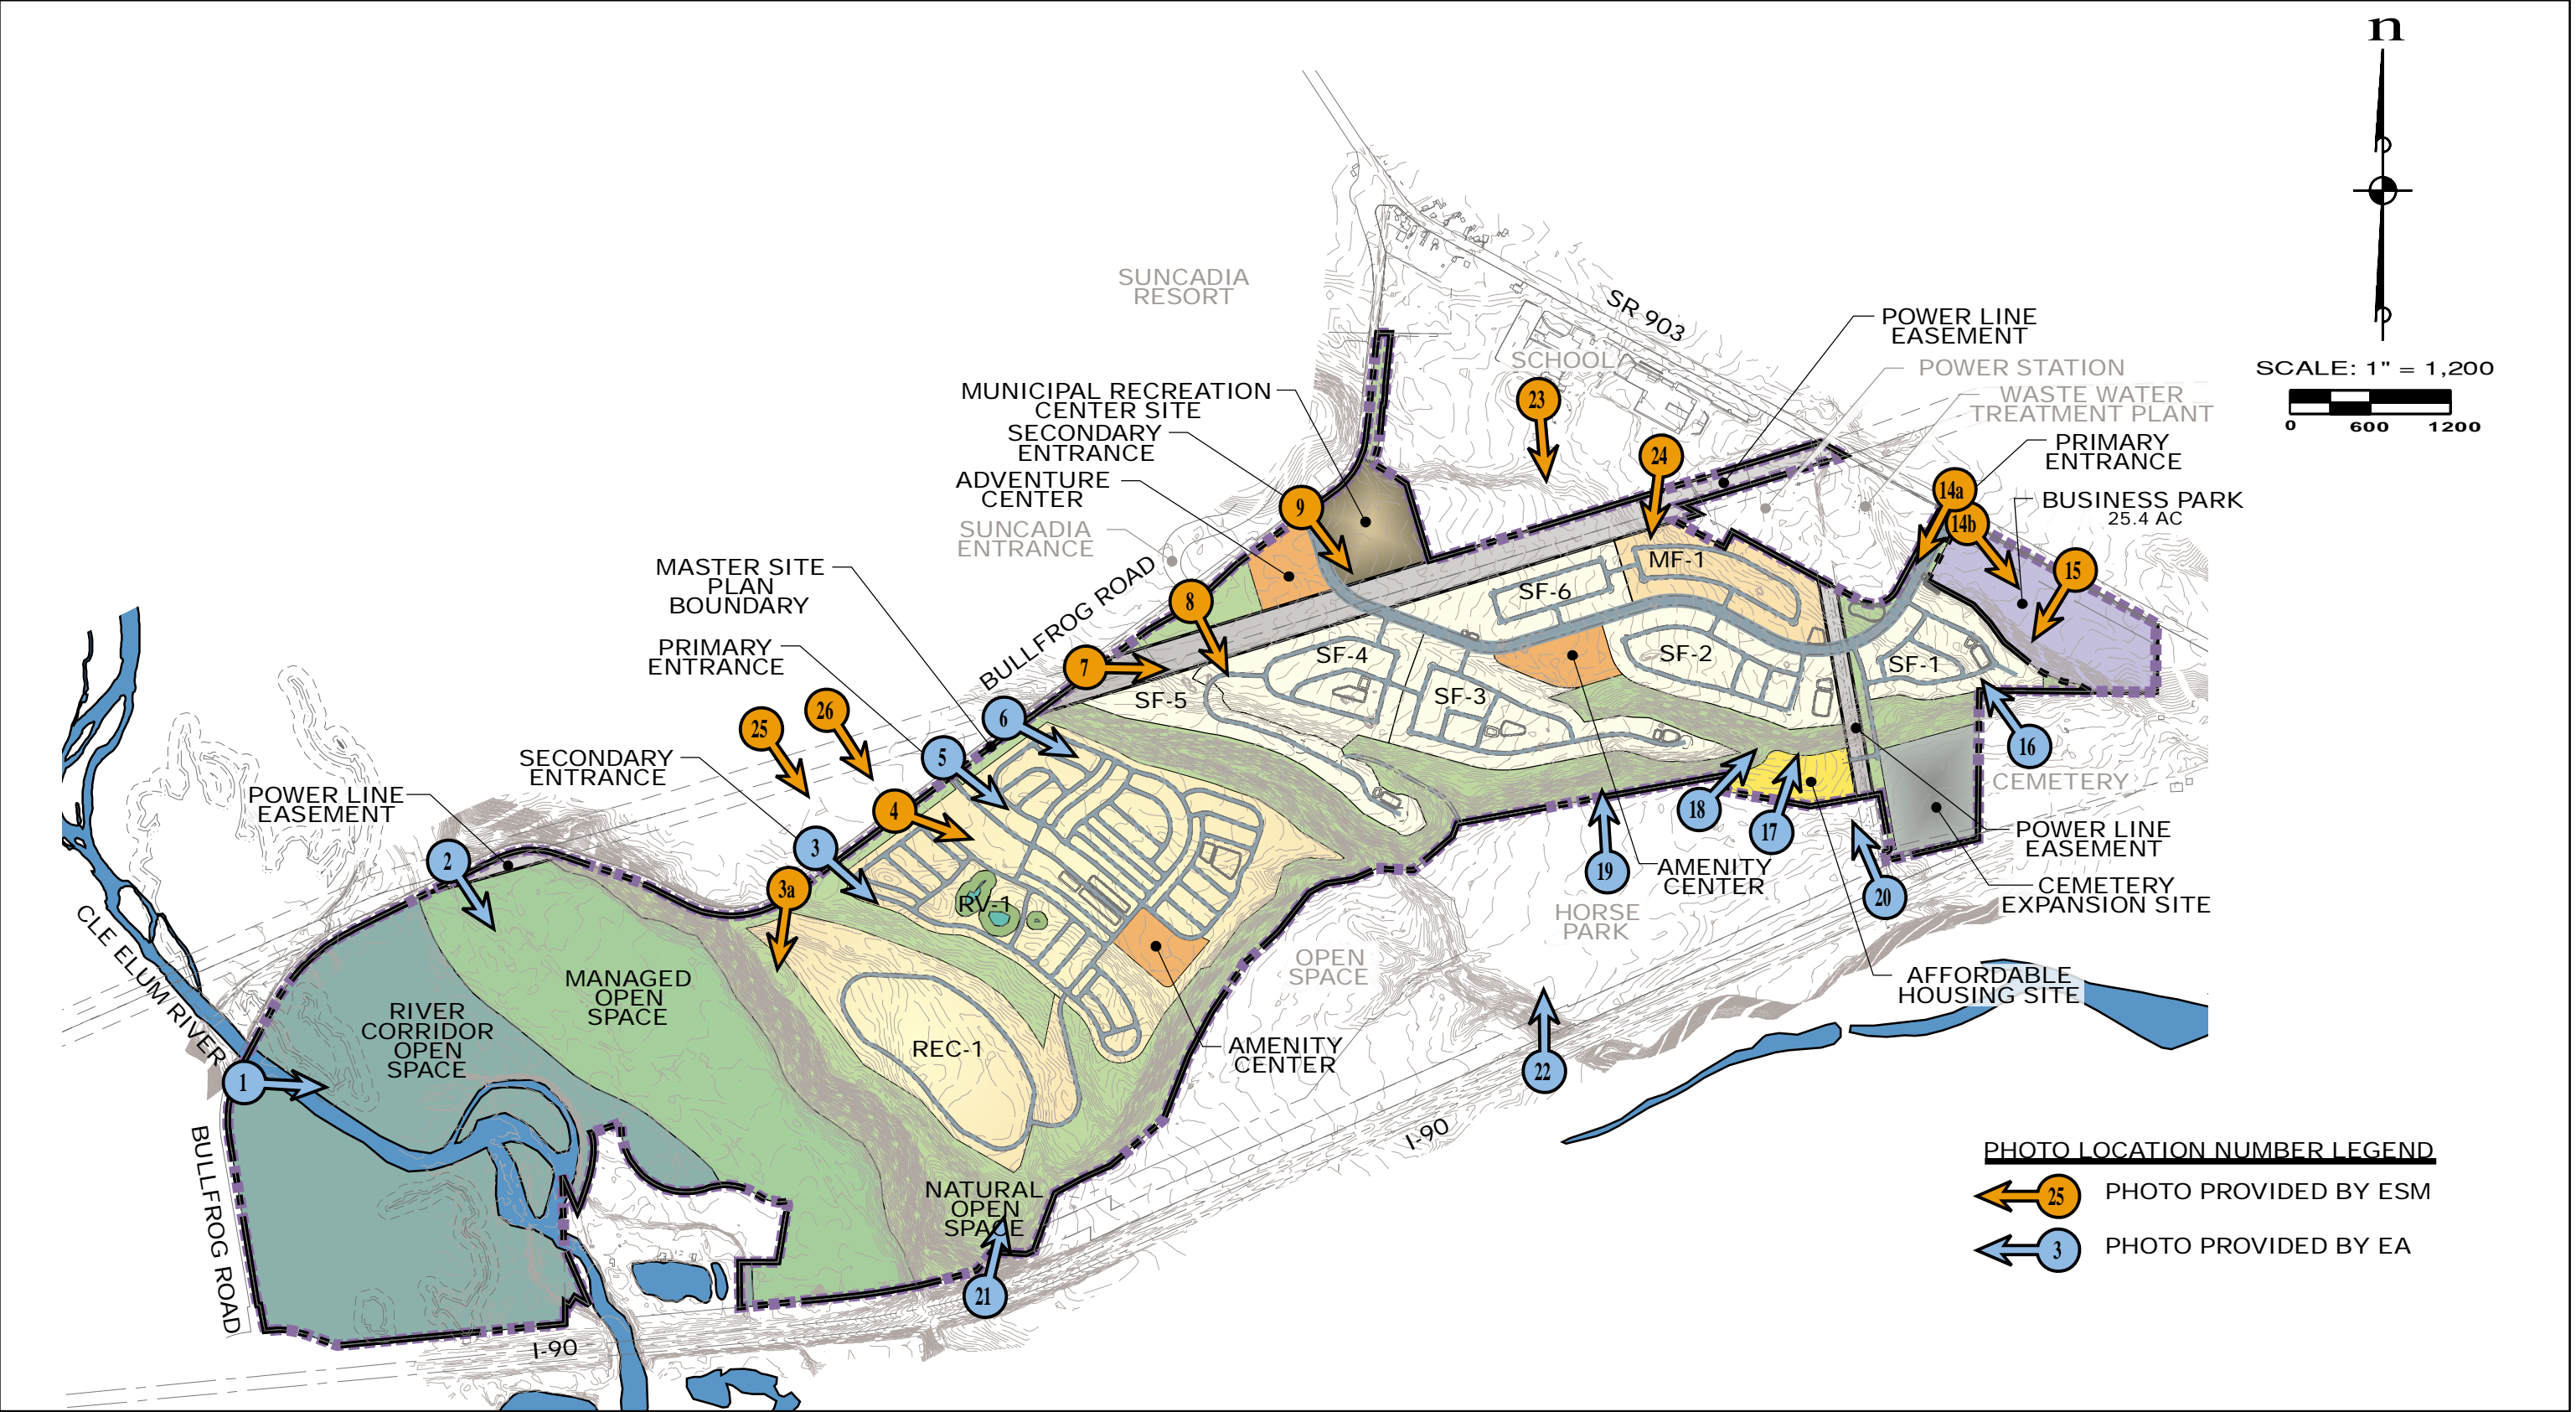 n
SCALE: 1" = 1,200
0 600 1200
SUNCADIA
RESORT
SR 903
SCHOOL
POWER LINE
EASEMENT
POWER STATION
WASTE WATER
TREATMENT PLANT
PRIMARY
ENTRANCE
BUSINESS PARK
25.4 AC
MUNICIPAL RECREATION
CENTER SITE
SECONDARY
ENTRANCE
ADVENTURE
CENTER
SUNCADIA
ENTRANCE
MASTER SITE
PLAN
BOUNDARY
BULLFROG ROAD
PRIMARY
ENTRANCE
SECONDARY
ENTRANCE
POWER LINE
EASEMENT
23
24
14a
14b
15
9
8
7
6
5
26
25
4
3
3a
2
1
MF-1
SF-6
SF-4
SF-2
SF-1
SF-3
SF-5
16
CEMETERY
18
17
19
20
POWER LINE
EASEMENT
CEMETERY
EXPANSION SITE
AMENITY
CENTER
HORSE
PARK
OPEN
SPACE
AFFORDABLE
HOUSING SITE
RV-1
CLE ELUM RIVER
MANAGED
OPEN
SPACE
RIVER
CORRIDOR
OPEN
SPACE
REC-1
AMENITY
CENTER
22
I-90
BULLFROG ROAD
NATURAL
OPEN
SPACE
21
I-90
PHOTO LOCATION NUMBER LEGEND
25 PHOTO PROVIDED BY ESM
3 PHOTO PROVIDED BY EA